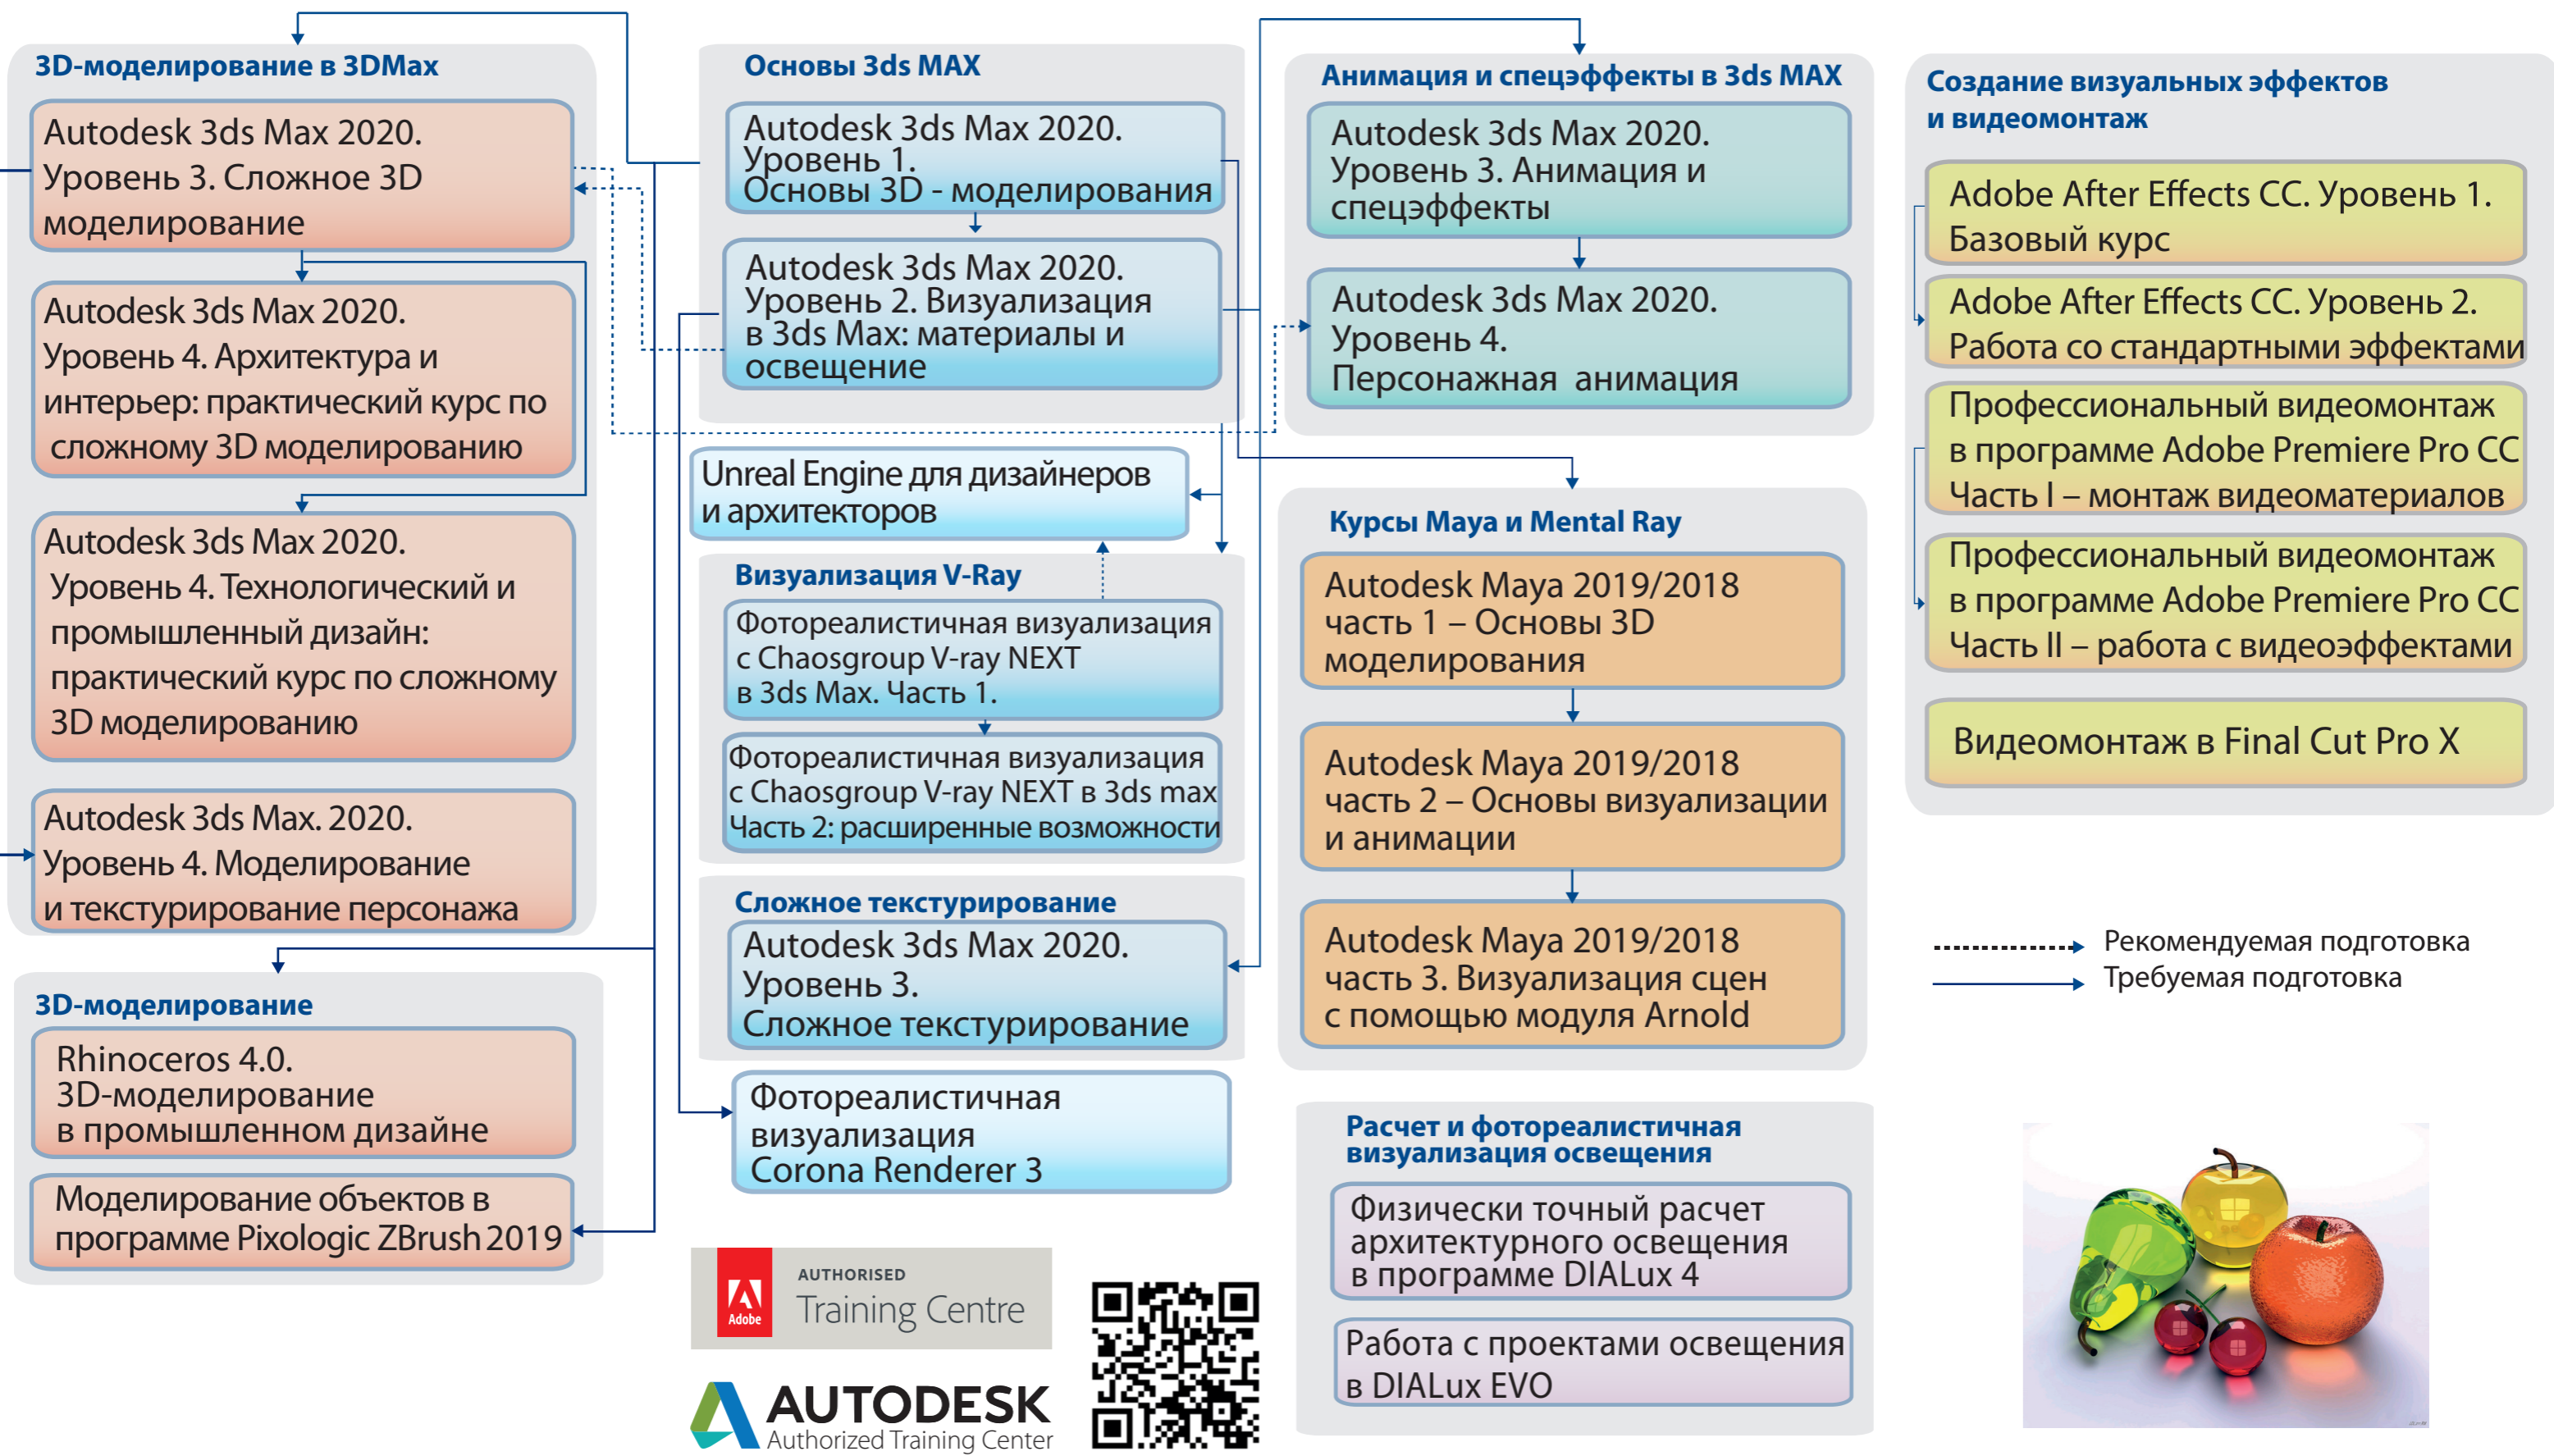 3D-моделирование в 3DMax
Autodesk 3ds Max 2020.
Уровень 3. Сложное 3D
моделирование
Autodesk 3ds Max 2020.
Уровень 4. Архитектура и
интерьер: практический курс по
сложному 3D моделированию
Autodesk 3ds Max 2020.
Уровень 4. Технологический и
промышленный дизайн:
практический курс по сложному
3D моделированию
Autodesk 3ds Max. 2020.
Уровень 4. Моделирование
и текстурирование персонажа
3D-моделирование
Rhinoceros 4.0.
3D-моделирование
в промышленном дизайне
Моделирование объектов в
программе Pixologic ZBrush 2019
Основы 3ds MAX
Autodesk 3ds Max 2020.
Уровень 1.
Основы 3D - моделирования
Autodesk 3ds Max 2020.
Уровень 2. Визуализация
в 3ds Max: материалы и
освещение
Unreal Engine для дизайнеров
и архитекторов
Визуализация V-Ray
Фотореалистичная визуализация
с Chaosgroup V-ray NEXT
в 3ds Max. Часть 1.
Фотореалистичная визуализация
с Chaosgroup V-ray NEXT в 3ds max
Часть 2: расширенные возможности
Сложное текстурирование
Autodesk 3ds Max 2020.
Уровень 3.
Сложное текстурирование
Фотореалистичная
визуализация
Corona Renderer 3
Adobe
AUTHORISED
Training Centre
AUTODESK
Authorized Training Center
Анимация и спецэффекты в 3ds MAX
Autodesk 3ds Max 2020.
Уровень 3. Анимация и
спецэффекты
Autodesk 3ds Max 2020.
Уровень 4.
Персонажная анимация
Курсы Maya и Mental Ray
Autodesk Maya 2019/2018
часть 1 – Основы 3D
моделирования
Autodesk Maya 2019/2018
часть 2 – Основы визуализации
и анимации
Autodesk Maya 2019/2018
часть 3. Визуализация сцен
с помощью модуля Arnold
Расчет и фотореалистичная
визуализация освещения
Физически точный расчет
архитектурного освещения
в программе DIALux 4
Работа с проектами освещения
в DIALux EVO
Создание визуальных эффектов
и видеомонтаж
Adobe After Effects CC. Уровень 1.
Базовый курс
Adobe After Effects CC. Уровень 2.
Работа со стандартными эффектами
Профессиональный видеомонтаж
в программе Adobe Premiere Pro CC
Часть I – монтаж видеоматериалов
Профессиональный видеомонтаж
в программе Adobe Premiere Pro CC
Часть II – работа с видеоэффектами
Видеомонтаж в Final Cut Pro X
Рекомендуемая подготовка
Требуемая подготовка